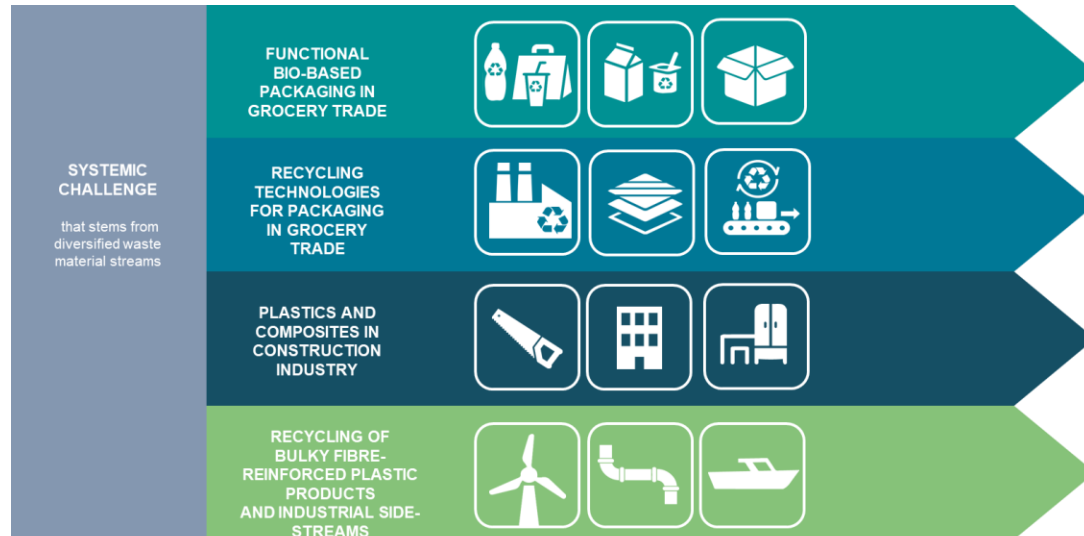 SYSTEMIC
CHALLENGE
that stems from
diversified waste
material streams
FUNCTIONAL
BIO-BASED
PACKAGING IN
GROCERY TRADE
RECYCLING
TECHNOLOGIES
FOR PACKAGING
IN GROCERY
TRADE
PLASTICS AND
COMPOSITES IN
CONSTRUCTION
INDUSTRY
RECYCLING OF
BULKY FIBRE-
REINFORCED PLASTIC
PRODUCTS
AND INDUSTRIAL SIDE-
STREAMS